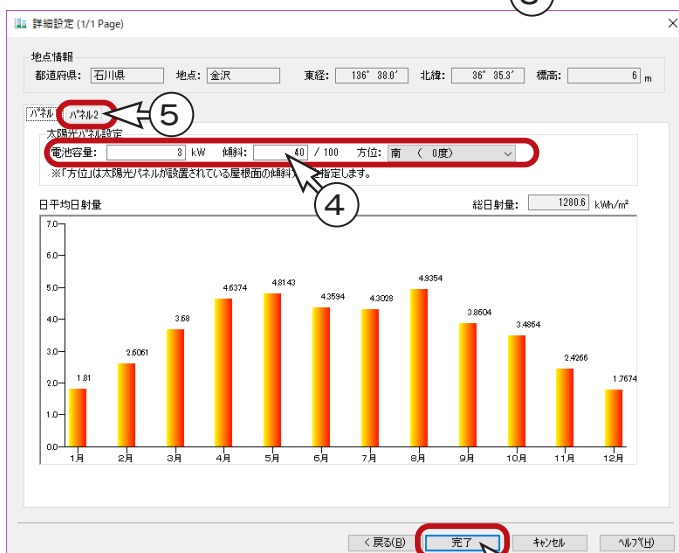 詳細設定 (1/1 Page)
地点情報
都道府県: 石川県 地点: 金沢 東経: 136° 38.0′ 北緯: 36° 35.3′ 標高: 6 m
パネル パネル2 ⑤
太陽光パネル設定
電池容量: 3 kW 傾斜: 40 / 100 方位: 南 ( 0度)
※「方位」は太陽光パネルが設置されている屋根面の傾斜 を指定します。
④
日平均日射量 総日射量: 1280.6 kWh/m²
7.0
6.0
5.0
4.0
3.0
2.0
1.0
0.0
1.81 2.6061 3.68 4.6374 4.8143 4.3594 4.3028 4.9354 3.8604 3.4864 2.4266 1.7674
1月 2月 3月 4月 5月 6月 7月 8月 9月 10月 11月 12月
< 戻る(B) 完了 キャンセル ヘルプ(H)